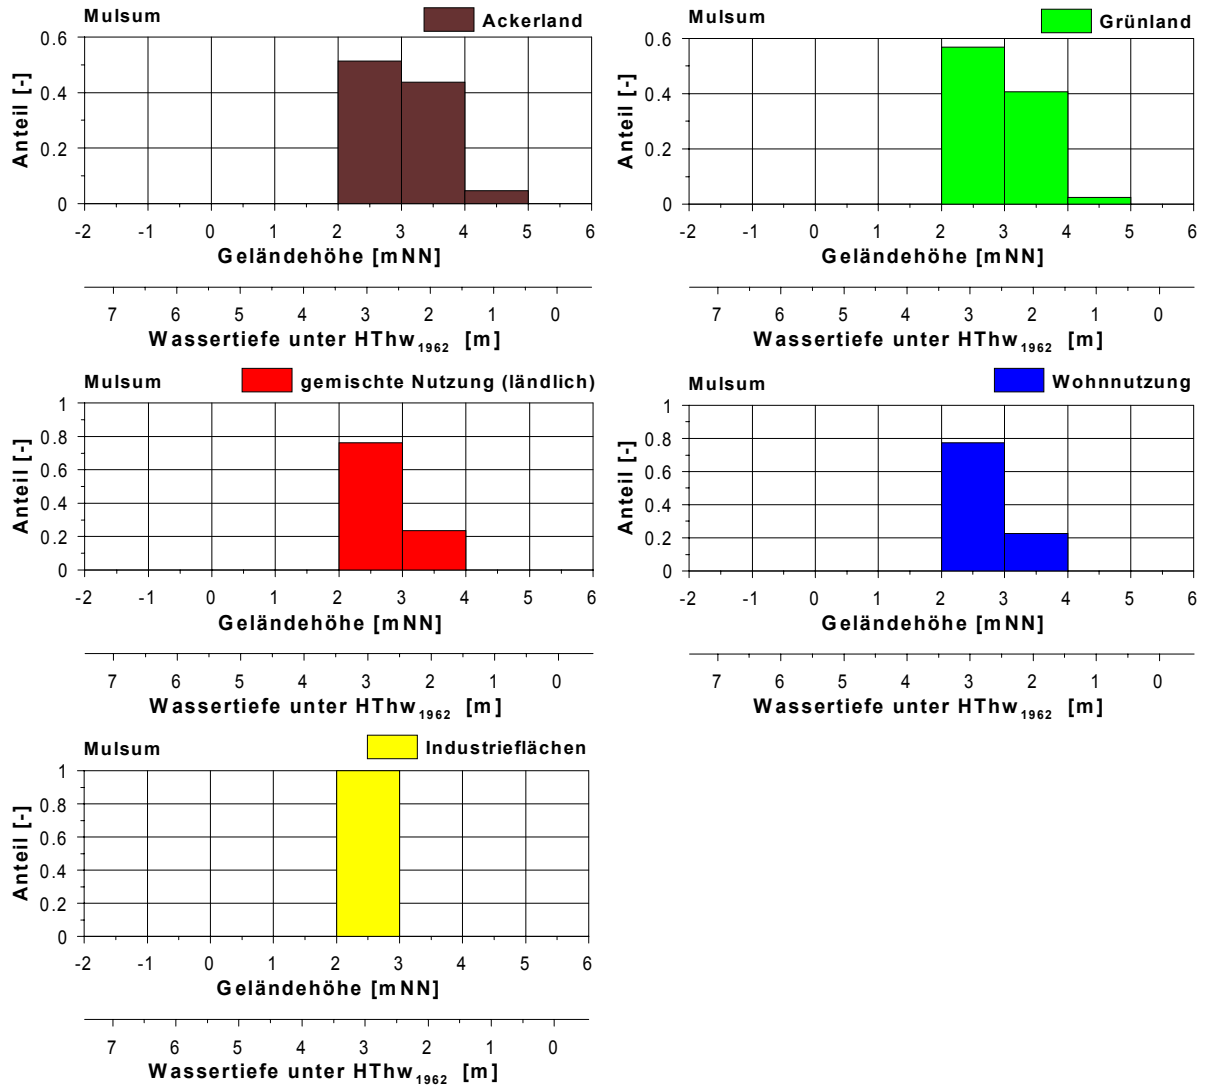 Mulsum Ackerland
0.6
0.4
0.2
0
Anteil [-]
-2 -1 0 1 2 3 4 5 6
Geländehöhe [mNN]
7 6 5 4 3 2 1 0
Wassertiefe unter HThw1962 [m]
Mulsum Grünland
0.6
0.4
0.2
0
Anteil [-]
-2 -1 0 1 2 3 4 5 6
Geländehöhe [mNN]
7 6 5 4 3 2 1 0
Wassertiefe unter HThw1962 [m]
Mulsum gemischte Nutzung (ländlich)
1
0.8
0.6
0.4
0.2
0
Anteil [-]
-2 -1 0 1 2 3 4 5 6
Geländehöhe [mNN]
7 6 5 4 3 2 1 0
Wassertiefe unter HThw1962 [m]
Mulsum Wohnnutzung
1
0.8
0.6
0.4
0.2
0
Anteil [-]
-2 -1 0 1 2 3 4 5 6
Geländehöhe [mNN]
7 6 5 4 3 2 1 0
Wassertiefe unter HThw1962 [m]
Mulsum Industrieflächen
1
0.8
0.6
0.4
0.2
0
Anteil [-]
-2 -1 0 1 2 3 4 5 6
Geländehöhe [mNN]
7 6 5 4 3 2 1 0
Wassertiefe unter HThw1962 [m]